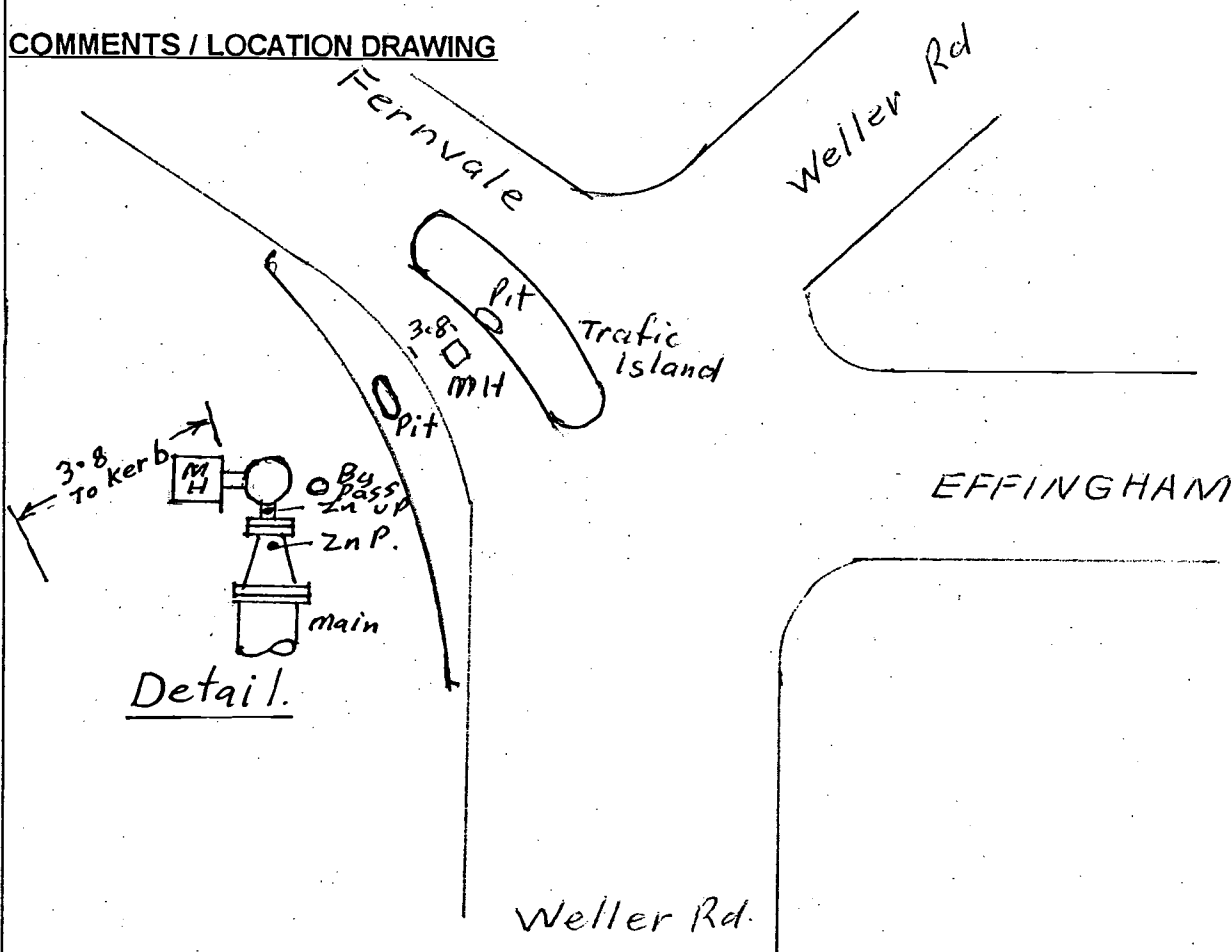 COMMENTS / LOCATION DRAWING
Fernvale
Weller Rd
Pit
3.8
MH
Trafic
Island
Pit
3.8
To Kerb
M
H
By
pass
Zn up
Zn P.
main
Detail.
EFFINGHAM
Weller Rd.